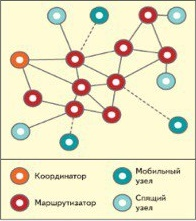 Координатор
Мобильный
узел
Маршрутизатор
Спящий
узел